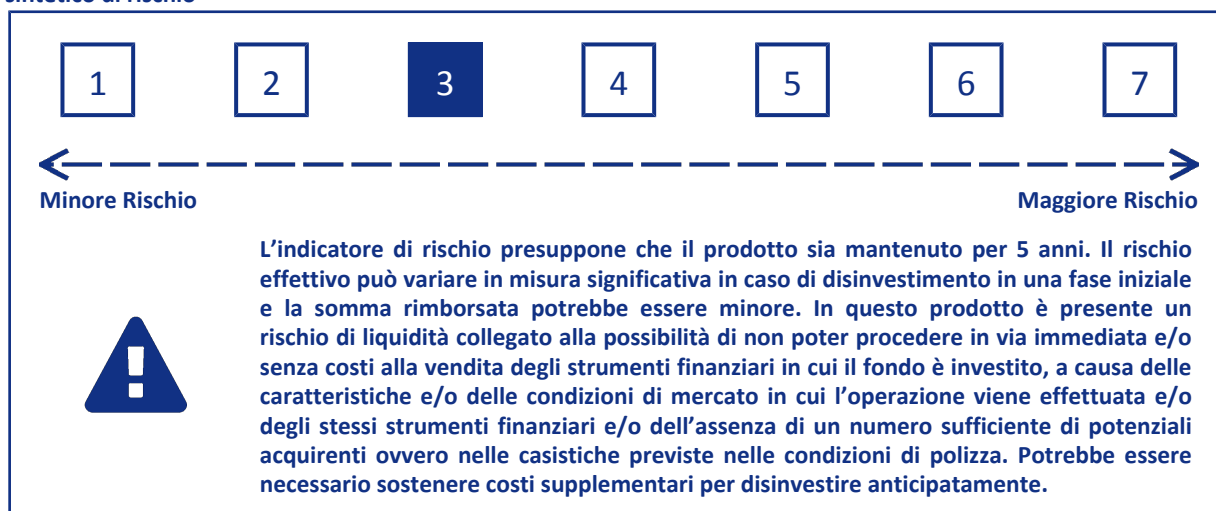 sintetico di rischio
1 2 3 4 5 6 7
Minore Rischio Maggiore Rischio
L’indicatore di rischio presuppone che il prodotto sia mantenuto per 5 anni. Il rischio
effettivo può variare in misura significativa in caso di disinvestimento in una fase iniziale
e la somma rimborsata potrebbe essere minore. In questo prodotto è presente un
rischio di liquidità collegato alla possibilità di non poter procedere in via immediata e/o
senza costi alla vendita degli strumenti finanziari in cui il fondo è investito, a causa delle
caratteristiche e/o delle condizioni di mercato in cui l’operazione viene effettuata e/o
degli stessi strumenti finanziari e/o dell’assenza di un numero sufficiente di potenziali
acquirenti ovvero nelle casistiche previste nelle condizioni di polizza. Potrebbe essere
necessario sostenere costi supplementari per disinvestire anticipatamente.